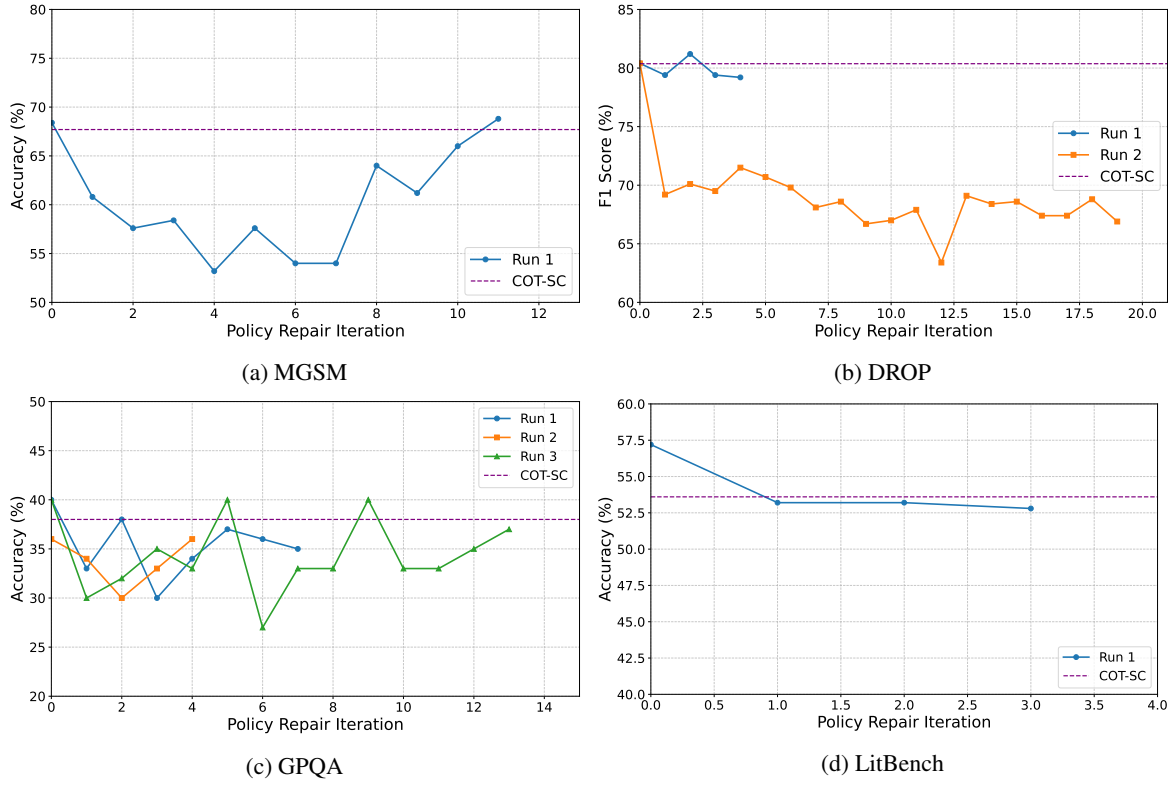 80
75
70
65
60
55
50
Accuracy (%)
0
2
4
6
8
10
12
Policy Repair Iteration
Run 1
COT-SC
(a) MGSM
85
80
75
70
65
60
F1 Score (%)
0.0
2.5
5.0
7.5
10.0
12.5
15.0
17.5
20.0
Policy Repair Iteration
Run 1
Run 2
COT-SC
(b) DROP
50
45
40
35
30
25
20
Accuracy (%)
0
2
4
6
8
10
12
14
Policy Repair Iteration
Run 1
Run 2
Run 3
COT-SC
(c) GPQA
60.0
57.5
55.0
52.5
50.0
47.5
45.0
42.5
40.0
Accuracy (%)
0.0
0.5
1.0
1.5
2.0
2.5
3.0
3.5
4.0
Policy Repair Iteration
Run 1
COT-SC
(d) LitBench